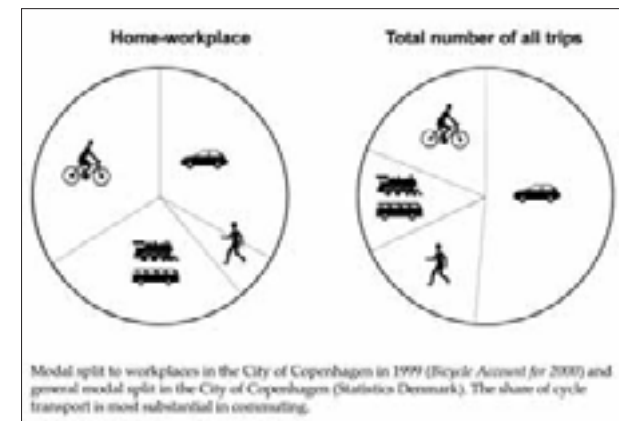 Home-workplace
Total number of all trips
Modal split to workplaces in the City of Copenhagen in 1999 (Bicycle Account for 2000) and
general modal split in the City of Copenhagen (Statistics Denmark). The share of cycle
transport is most substantial in commuting.